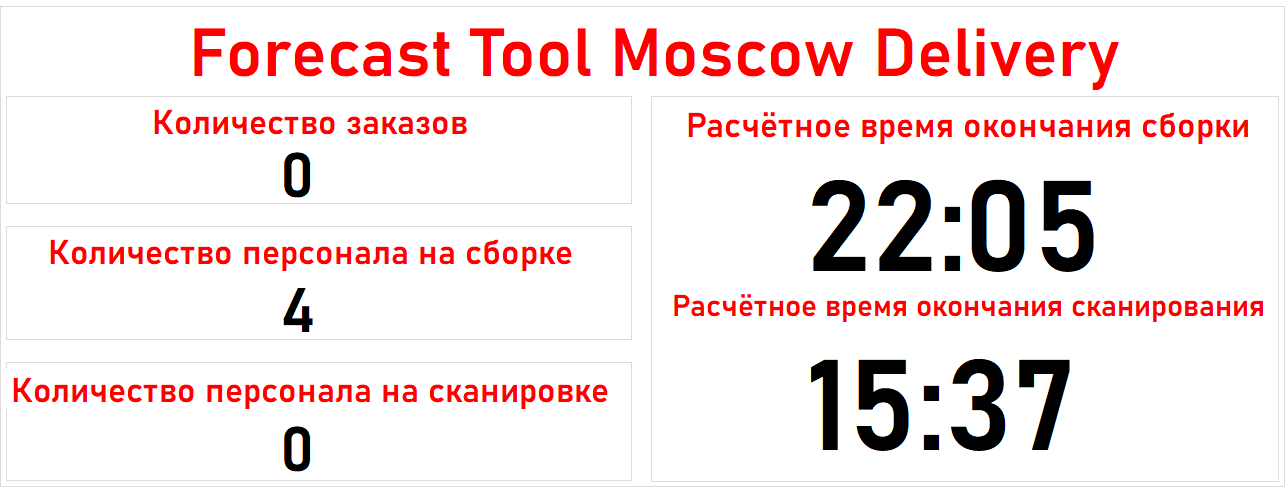 Forecast Tool Moscow Delivery
Количество заказов
0
Количество персонала на сборке
4
Количество персонала на сканировке
0
Расчётное время окончания сборки
22:05
Расчётное время окончания сканирования
15:37